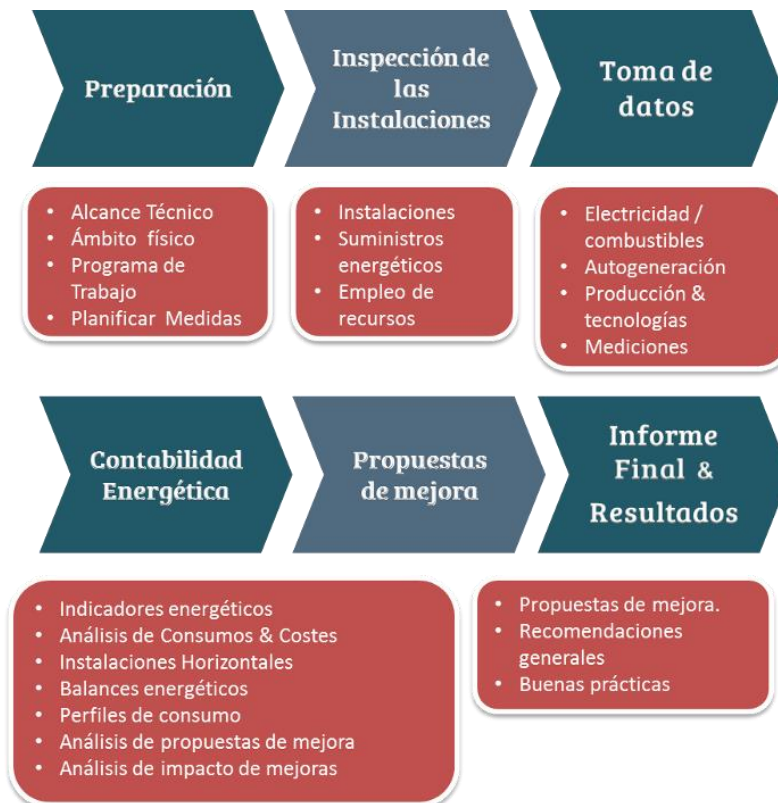 Preparación
Inspección de
las
Instalaciones
Toma de
datos
• Alcance Técnico
• Ámbito físico
• Programa de
Trabajo
• Planificar Medidas
• Instalaciones
• Suministros
energéticos
• Empleo de
recursos
• Electricidad /
combustibles
• Autogeneración
• Producción &
tecnologías
• Mediciones
Contabilidad
Energética
Propuestas
de mejora
Informe
Final &
Resultados
• Indicadores energéticos
• Análisis de Consumos & Costes
• Instalaciones Horizontales
• Balances energéticos
• Perfiles de consumo
• Análisis de propuestas de mejora
• Análisis de impacto de mejoras
• Propuestas de mejora.
• Recomendaciones
generales
• Buenas prácticas